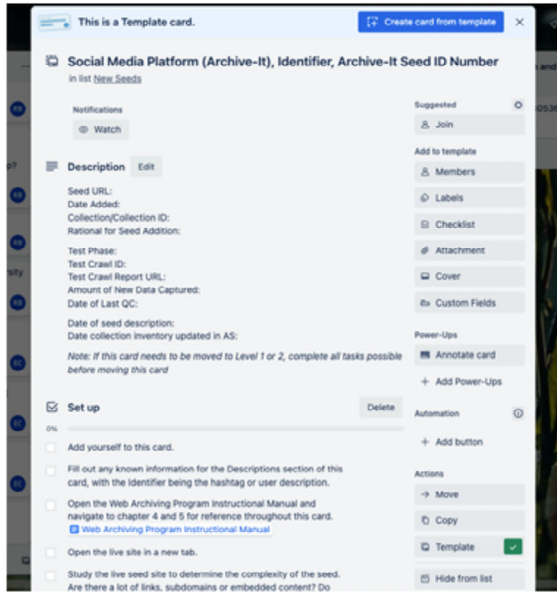 This is a Template card.
Create card from template
Social Media Platform (Archive-It), Identifier, Archive-It Seed ID Number
in list New Seeds
Notifications
Watch
Description
Edit
Seed URL:
Date Added:
Collection/Collection ID:
Rational for Seed Addition:
Test Phase:
Test Crawl ID:
Test Crawl Report URL:
Amount of New Data Captured:
Date of Last QC:
Date of seed description:
Date collection inventory updated in AS:
Note: If this card needs to be moved to Level 1 or 2, complete all tasks possible
before moving this card
Set up
Delete
0%
Add yourself to this card.
Fill out any known information for the Descriptions section of this
card, with the Identifier being the hashtag or user description.
Open the Web Archiving Program Instructional Manual and
navigate to chapter 4 and 5 for reference throughout this card.
Web Archiving Program Instructional Manual
Open the live site in a new tab.
Study the live seed site to determine the complexity of the seed.
Are there a lot of links, subdomains or embedded content? Do
Suggested
Join
Add to template
Members
Labels
Checklist
Attachment
Cover
Custom Fields
Power-Ups
Annotate card
+ Add Power-Ups
Automation
+ Add button
Actions
Move
Copy
Template
Hide from list